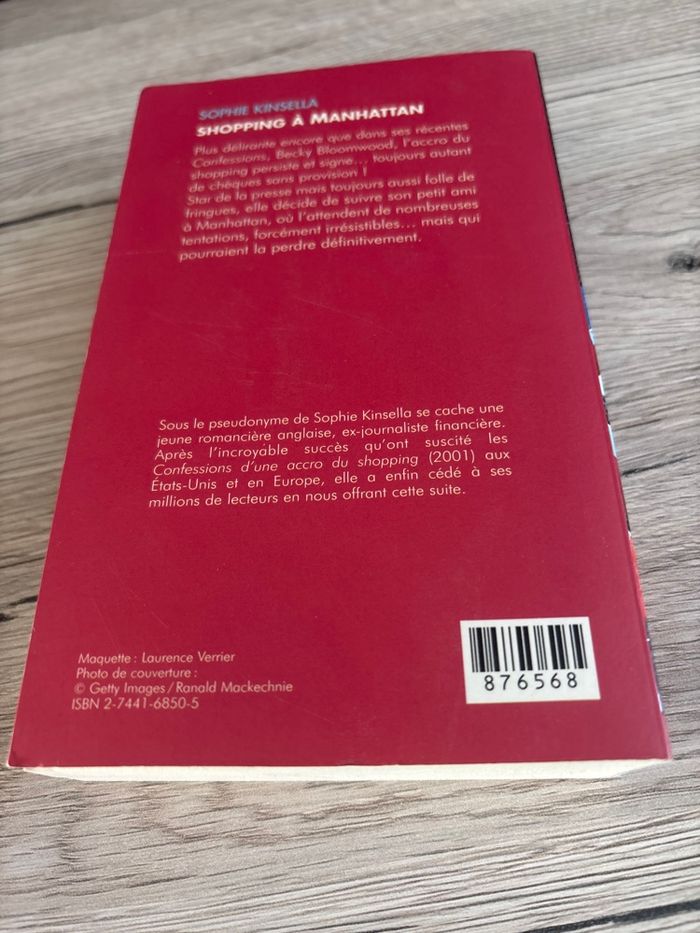 SOPHIE KINSELLA
SHOPPING À MANHATTAN
Plus délirante encore que dans ses récentes
Confessions, Becky Bloomwood, l'accro du
shopping persiste et signe... toujours autant
de chèques sans provision !
Star de la presse mais toujours aussi folle de
fringues, elle décide de suivre son petit ami
à Manhattan, où l'attendent de nombreuses
tentations, forcément irrésistibles... mais qui
pourraient la perdre définitivement.
Sous le pseudonyme de Sophie Kinsella se cache une
jeune romancière anglaise, ex-journaliste financière.
Après l'incroyable succès qu'ont suscité les
Confessions d'une accro du shopping (2001) aux
États-Unis et en Europe, elle a enfin cédé à ses
millions de lecteurs en nous offrant cette suite.
Maquette : Laurence Verrier
Photo de couverture :
© Getty Images / Ranald Mackechnie
ISBN 2-7441-6850-5
876568